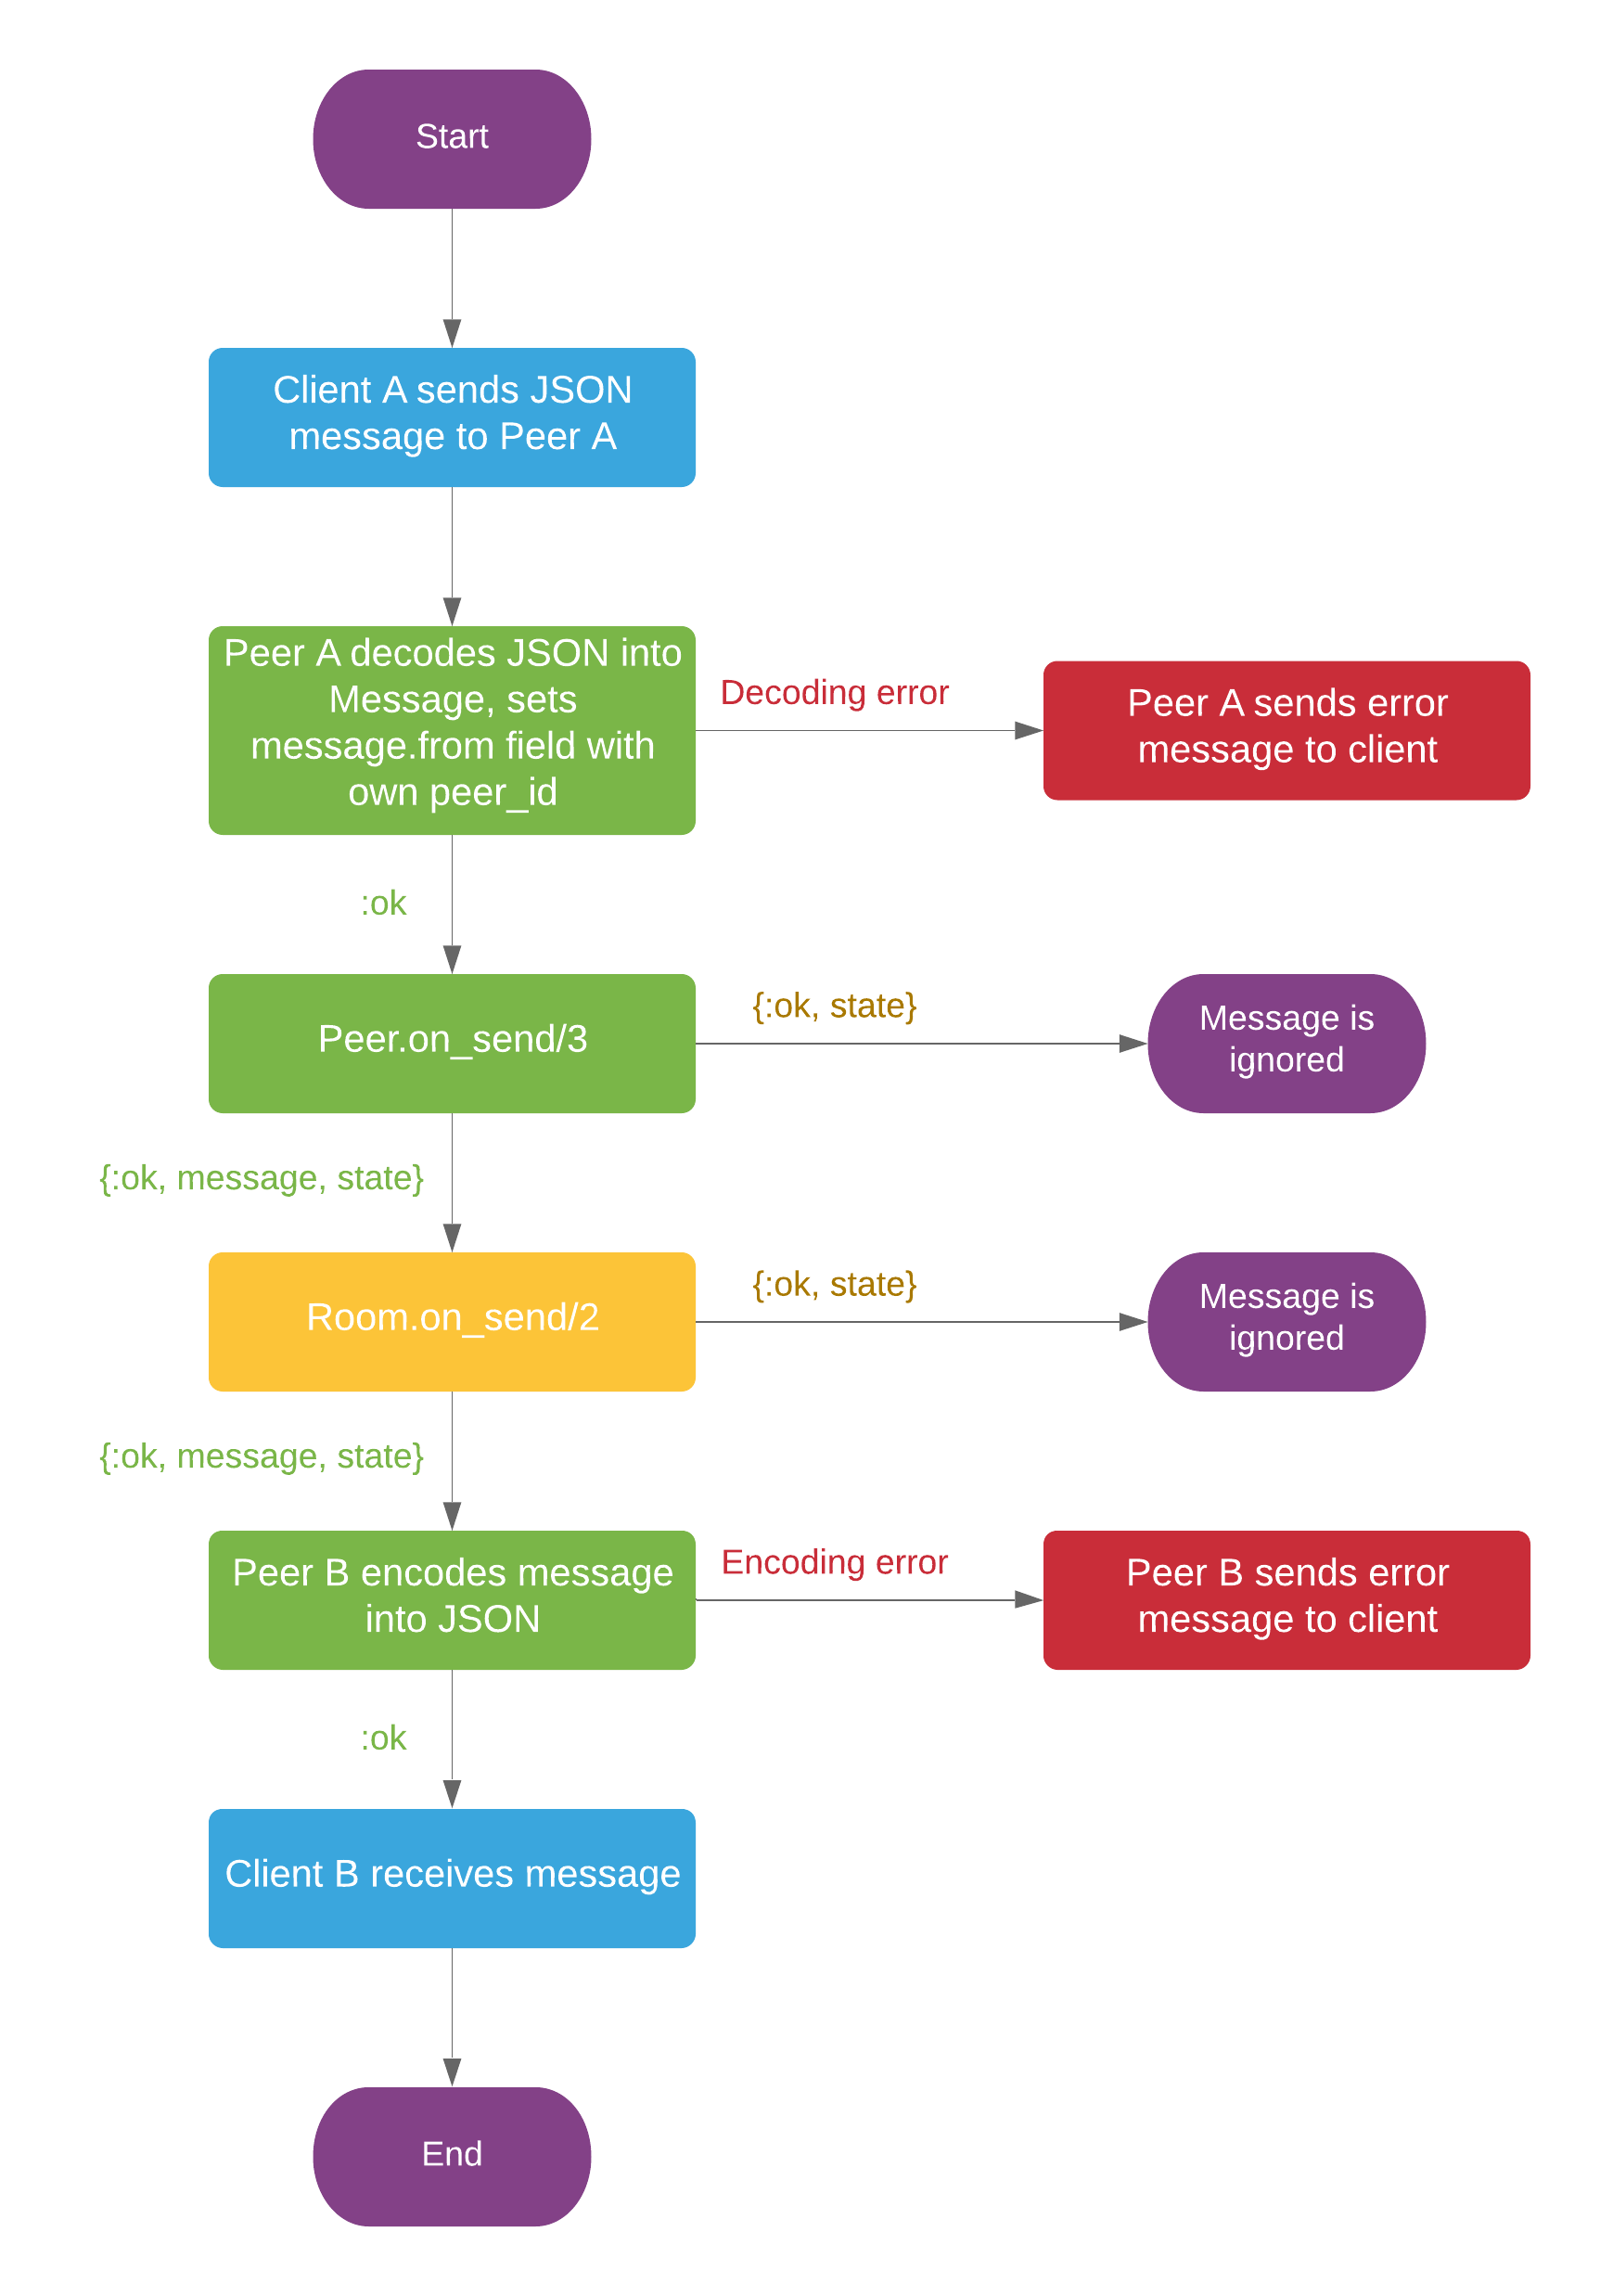 Start
Client A sends JSON
message to Peer A
Peer A decodes JSON into
Message, sets
message.from field with
own peer_id
Decoding error
Peer A sends error
message to client
:ok
Peer.on_send/3
{:ok, state}
Message is
ignored
{:ok, message, state}
Room.on_send/2
{:ok, state}
Message is
ignored
{:ok, message, state}
Peer B encodes message
into JSON
Encoding error
Peer B sends error
message to client
:ok
Client B receives message
End